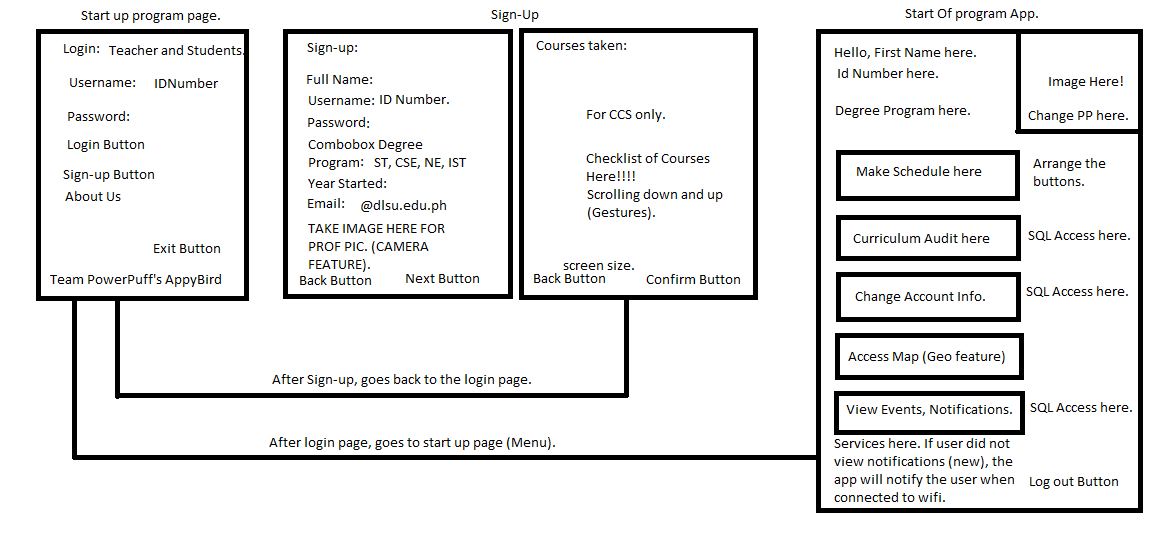 Start up program page.
Login: Teacher and Students.
Username: IDNumber
Password:
Login Button
Sign-up Button
About Us
Exit Button
Team PowerPuff's AppyBird
Sign-Up
Sign-up:
Full Name:
Username: ID Number.
Password:
Combobox Degree
Program: ST, CSE, NE, IST
Year Started:
Email: @dlsu.edu.ph
TAKE IMAGE HERE FOR
PROF PIC. (CAMERA
FEATURE).
Back Button Next Button
Courses taken:
For CCS only.
Checklist of Courses
Here!!!!
Scrolling down and up
(Gestures).
screen size.
Back Button Confirm Button
After Sign-up, goes back to the login page.
After login page, goes to start up page (Menu).
Start Of program App.
Hello, First Name here.
Id Number here.
Degree Program here.
Image Here!
Change PP here.
Make Schedule here
Arrange the
buttons.
Curriculum Audit here
SQL Access here.
Change Account Info.
SQL Access here.
Access Map (Geo feature)
View Events, Notifications.
SQL Access here.
Services here. If user did not
view notifications (new), the
app will notify the user when
connected to wifi.
Log out Button